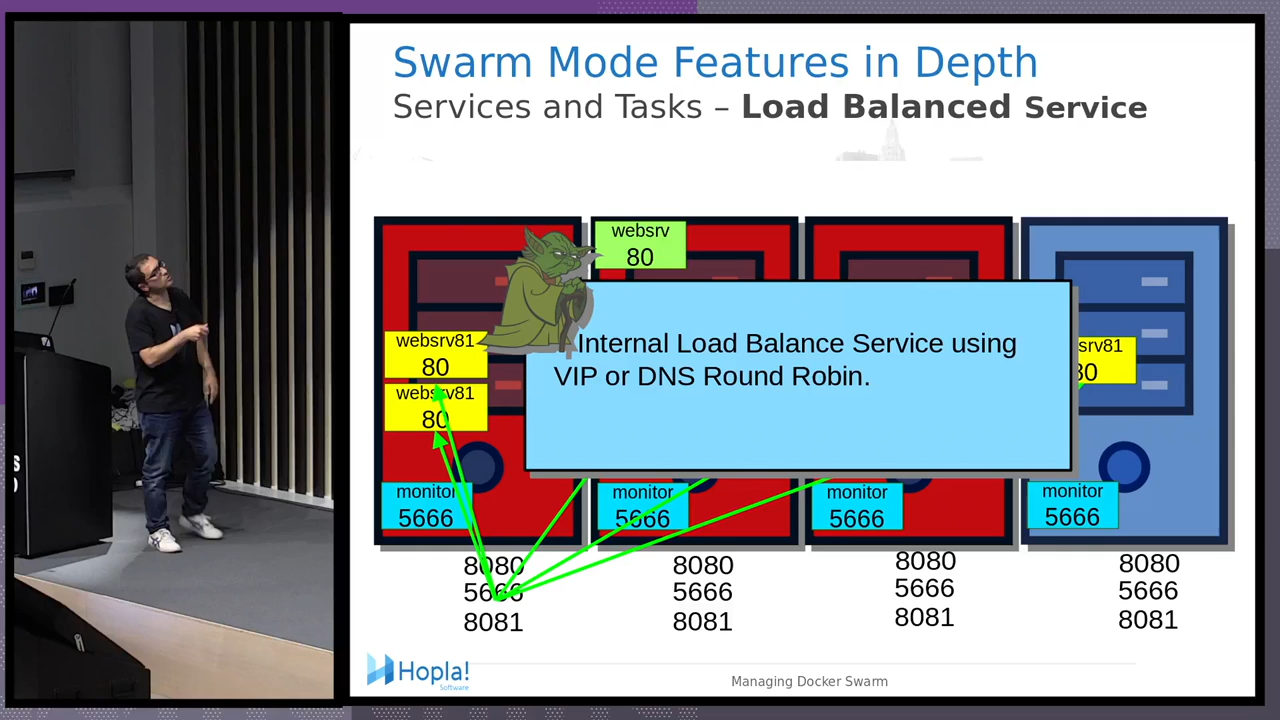 Swarm Mode Features in Depth
Services and Tasks – Load Balanced Service
websrv
80
Internal Load Balance Service using
VIP or DNS Round Robin.
websrv81
80
websrv81
80
srv81
80
monitor
5666
monitor
5666
monitor
5666
monitor
5666
8080
5666
8081
8080
5666
8081
8080
5666
8081
8080
5666
8081
Hopla!
Software
Managing Docker Swarm